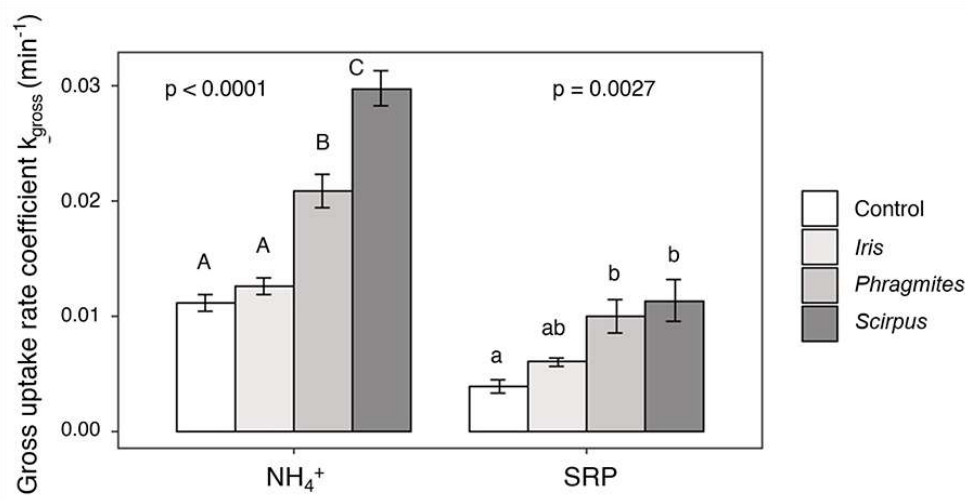 Gross uptake rate coefficient k_gross (min⁻¹)
0.03
0.02
0.01
0.00
p < 0.0001
p = 0.0027
A
A
B
C
a
ab
b
b
NH₄⁺
SRP
Control
Iris
Phragmites
Scirpus